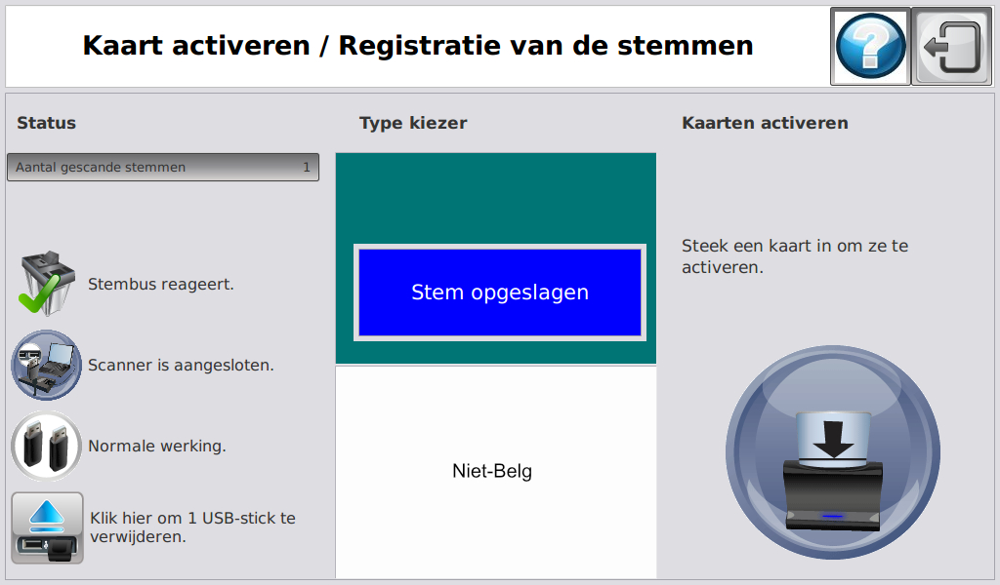 Kaart activeren / Registratie van de stemmen
Status
Type kiezer
Kaarten activeren
Aantal gescande stemmen 1
Stembus reageert.
Scanner is aangesloten.
Normale werking.
Klik hier om 1 USB-stick te
verwijderen.
Stem opgeslagen
Niet-Belg
Steek een kaart in om ze te
activeren.